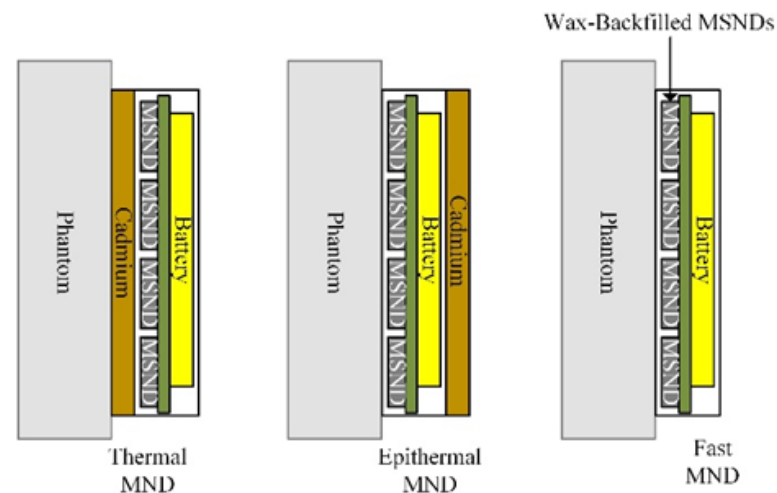 Wax-Backfilled MSNDs
Phantom
Cadmium
MSND
MSND
MSND
MSND
Battery
Thermal
MND
Phantom
MSND
MSND
MSND
MSND
Battery
Cadmium
Epithermal
MND
Phantom
MSND
MSND
MSND
MSND
Battery
Fast
MND